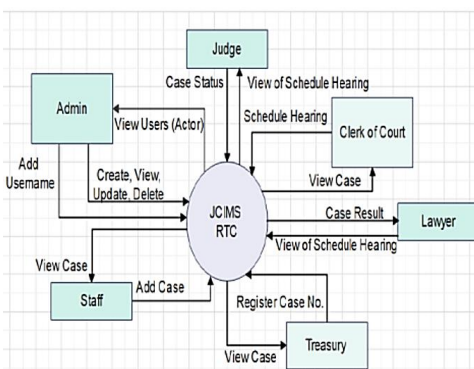 Judge
Case Status
View of Schedule Hearing
Admin
View Users (Actor)
Schedule Hearing
Clerk of Court
Add
Username
Create, View,
Update, Delete
View Case
JCIMS
RTC
Case Result
Lawyer
View of Schedule Hearing
View Case
Staff
Add Case
Register Case No.
View Case
Treasury